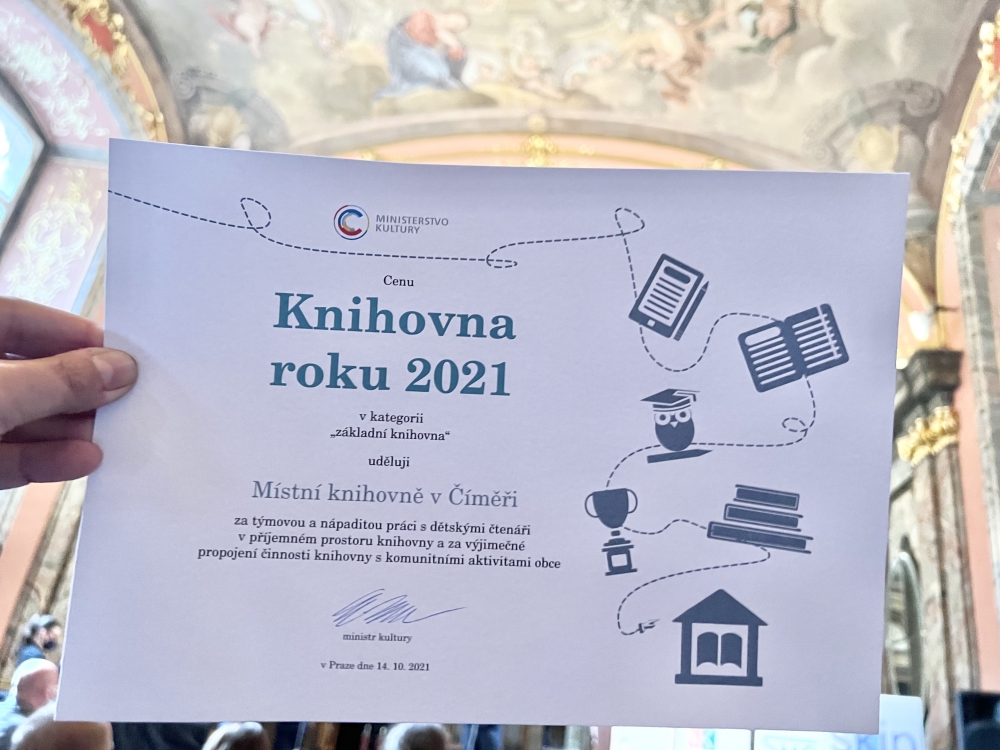 MINISTERSTVO
KULTURY
Cenu
Knihovna
roku 2021
v kategorii
„základní knihovna“
uděluji
Místní knihovně v Číměři
za týmovou a nápaditou práci s dětskými čtenáři
v příjemném prostoru knihovny a za výjimečné
propojení činnosti knihovny s komunitními aktivitami obce
ministr kultury
v Praze dne 14. 10. 2021